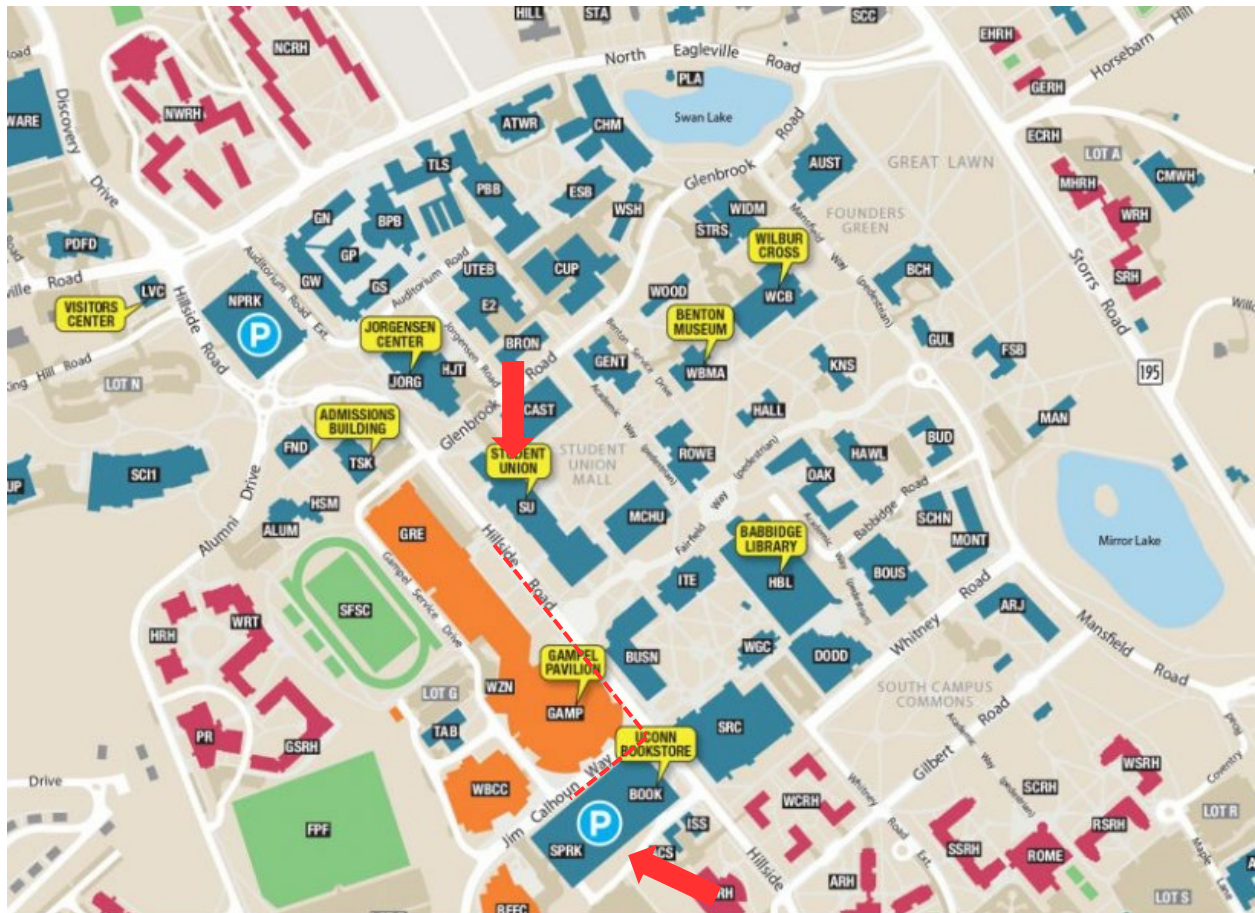 HILL
STA
SCC
EHRH
Horsebarn Hill
NCRH
North Eagleville Road
PLA
GERH
NWRH
WARE
Discovery Drive
Swan Lake
ATWR
CHM
Road
ECRH
LOT A
TLS
AUST
GREAT LAWN
CMWH
PBB
ESB
Glenbrook Road
MHRH
WSH
WIDM
FOUNDERS
GREEN
WRH
GN
BPB
STRS
Mansfield Way (pedestrian)
WILBUR
CROSS
PDFD
GP
Auditorium Road
UTEB
CUP
BCH
Storrs Road
SRH
GW
GS
Auditorium Road Ext.
ville Road
LVC
VISITORS
CENTER
NPRK
P
Hillside Road
E2
WOOD
WCB
BENTON
MUSEUM
JORGENSEN
CENTER
Jorgensen Road
BRON
Benton Service Drive
GUL
FSB
King Hill Road
LOT N
JORG
HJT
GENT
WBMA
KNS
195
Glenbrook Road
CAST
Academic Way (pedestrian)
HALL
MAN
ADMISSIONS
BUILDING
FND
TSK
STUDENT
UNION
STUDENT
UNION
MALL
ROWE
BUD
HAWL
OAK
UP
SCI1
Alumni Drive
HSM
ALUM
SU
MCHU
Fairfield Way (pedestrian)
Babbidge Road
SCHN
MONT
GRE
Hillside Road
BABBIDGE
LIBRARY
Academic Way (pedestrian)
Mirror Lake
Gampel Service Drive
ITE
HBL
BOUS
SFSC
Whitney Road
ARJ
HRH
WRT
Mansfield Road
GAMPEL
PAVILION
BUSN
WGC
DODD
LOT G
WZN
GAMP
SOUTH CAMPUS
COMMONS
PR
GSRH
TAB
UCONN
BOOKSTORE
SRC
Gilbert Road
Academic Way (pedestrian)
WSRH
Coventry Road
Drive
WBCC
Jim Calhoun Way
BOOK
WCRH
Whitney Road Ext.
SCRH
LOT R
FPF
P
ISS
RSRH
SPRK
SSRH
ROME
Maple Lane
Hillside
ARH
LOT S